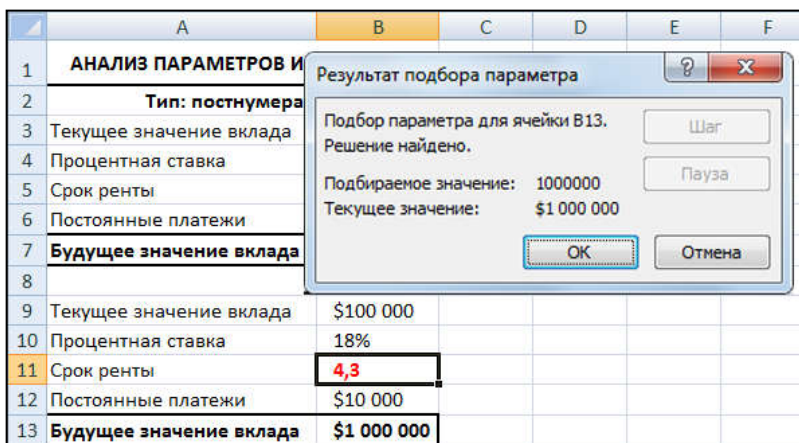 A B C D E F
1 АНАЛИЗ ПАРАМЕТРОВ И
2 Тип: постнумера
3 Текущее значение вклада
4 Процентная ставка
5 Срок ренты
6 Постоянные платежи
7 Будущее значение вклада
8
Результат подбора параметра
Подбор параметра для ячейки B13.
Решение найдено.
Подбираемое значение: 1000000
Текущее значение: $1 000 000
Шаг
Пауза
ОК Отмена
9 Текущее значение вклада $100 000
10 Процентная ставка 18%
11 Срок ренты 4,3
12 Постоянные платежи $10 000
13 Будущее значение вклада $1 000 000